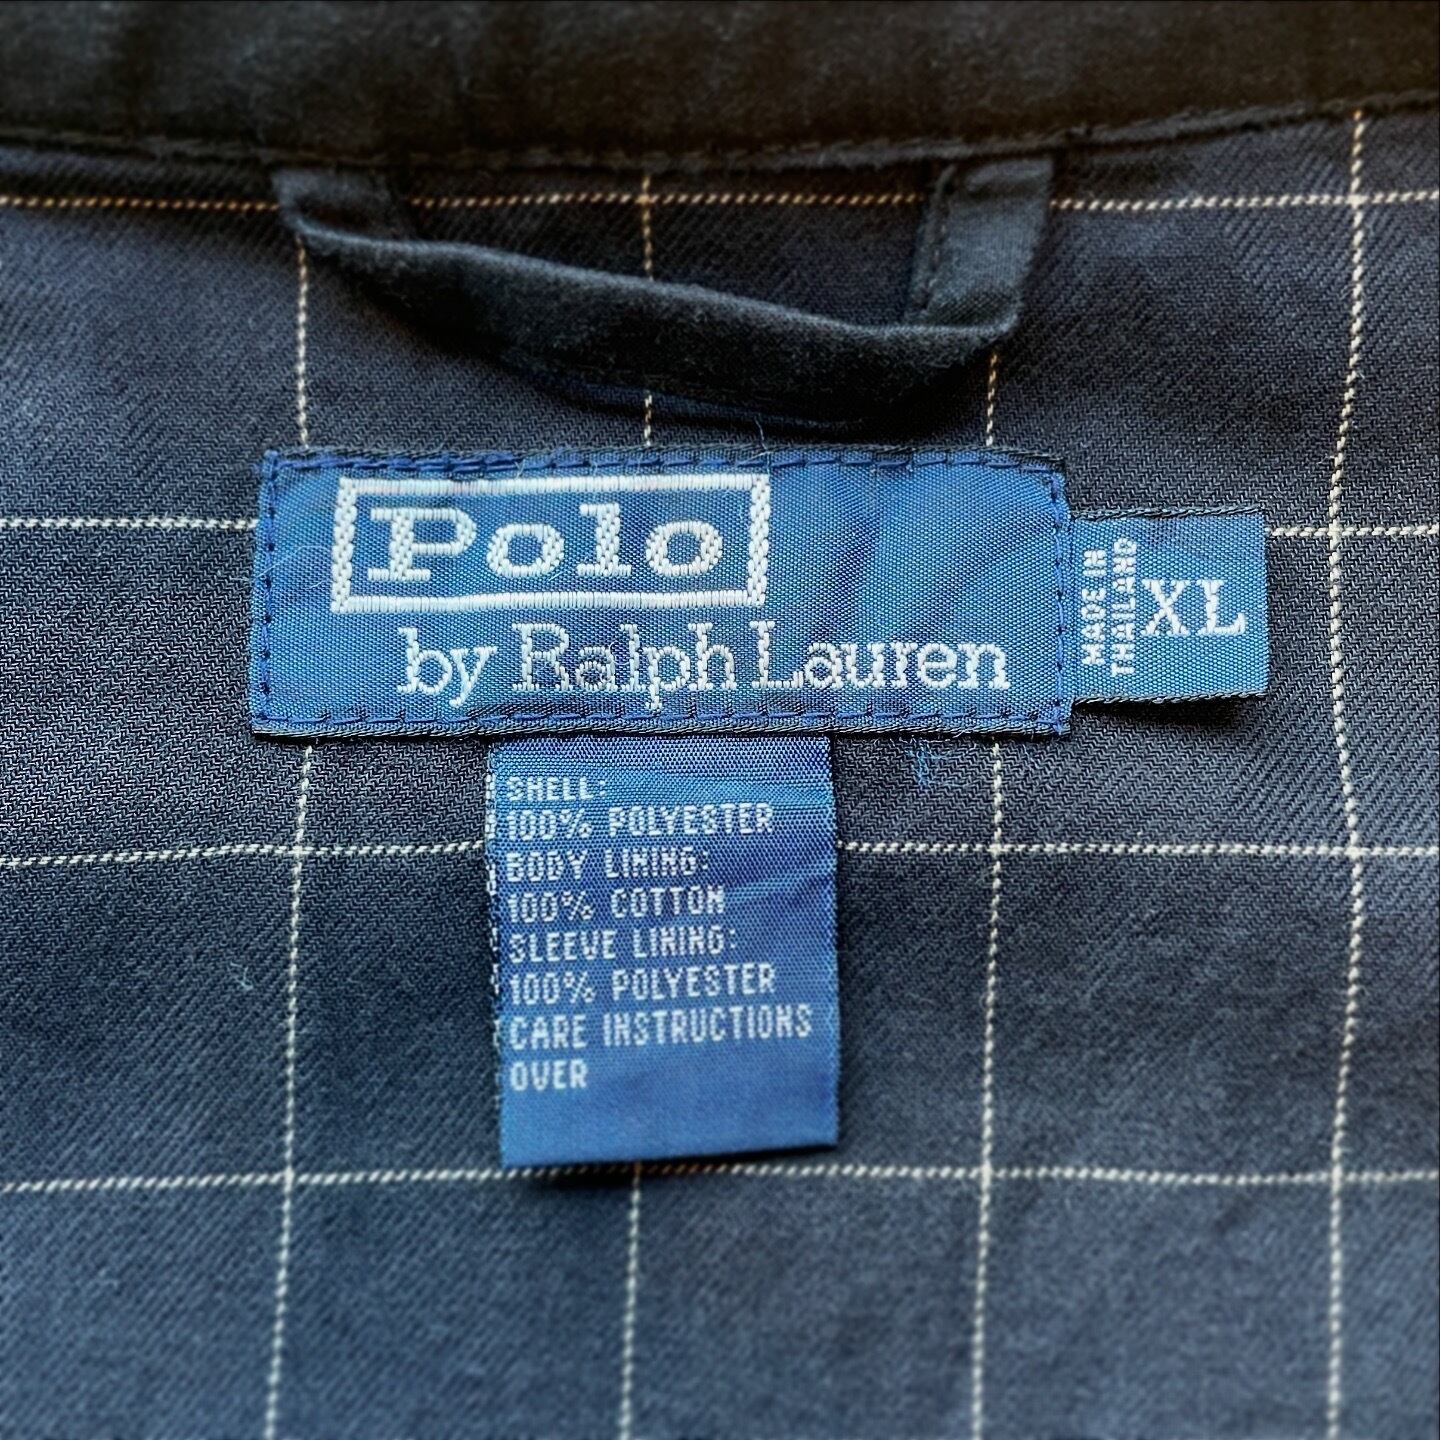 Polo
by Ralph Lauren
MADE IN
THAILAND
XL
SHELL:
100% POLYESTER
BODY LINING:
100% COTTON
SLEEVE LINING:
100% POLYESTER
CARE INSTRUCTIONS
OVER